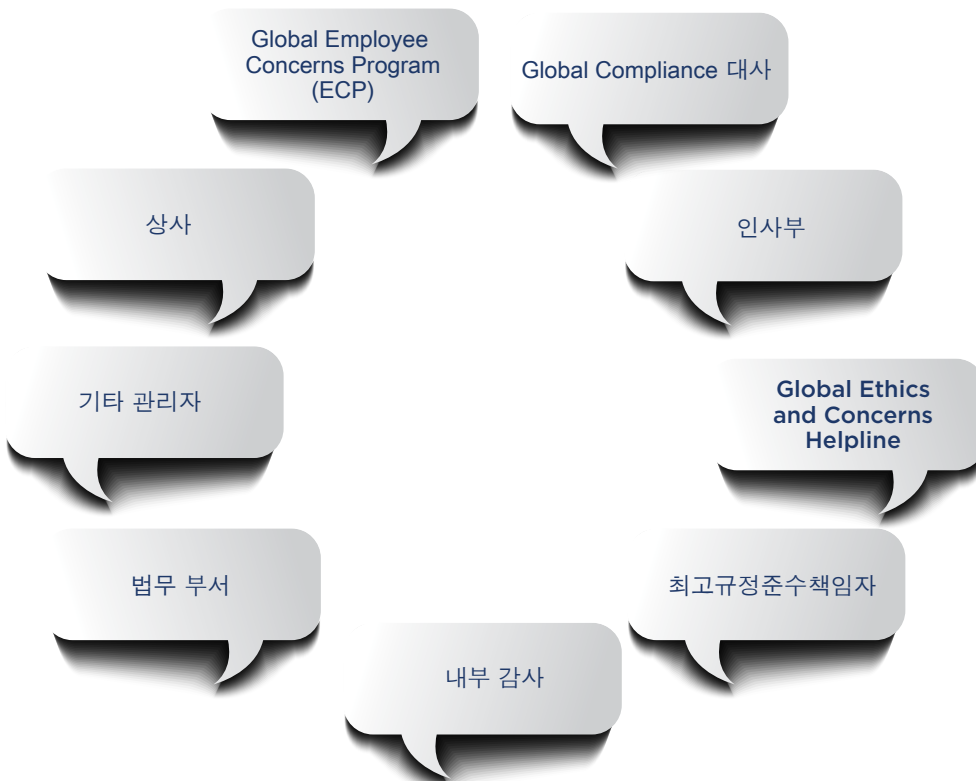 Global Employee
Concerns Program
(ECP)
Global Compliance 대사
상사
인사부
기타 관리자
Global Ethics
and Concerns
Helpline
법무 부서
최고규정준수책임자
내부 감사